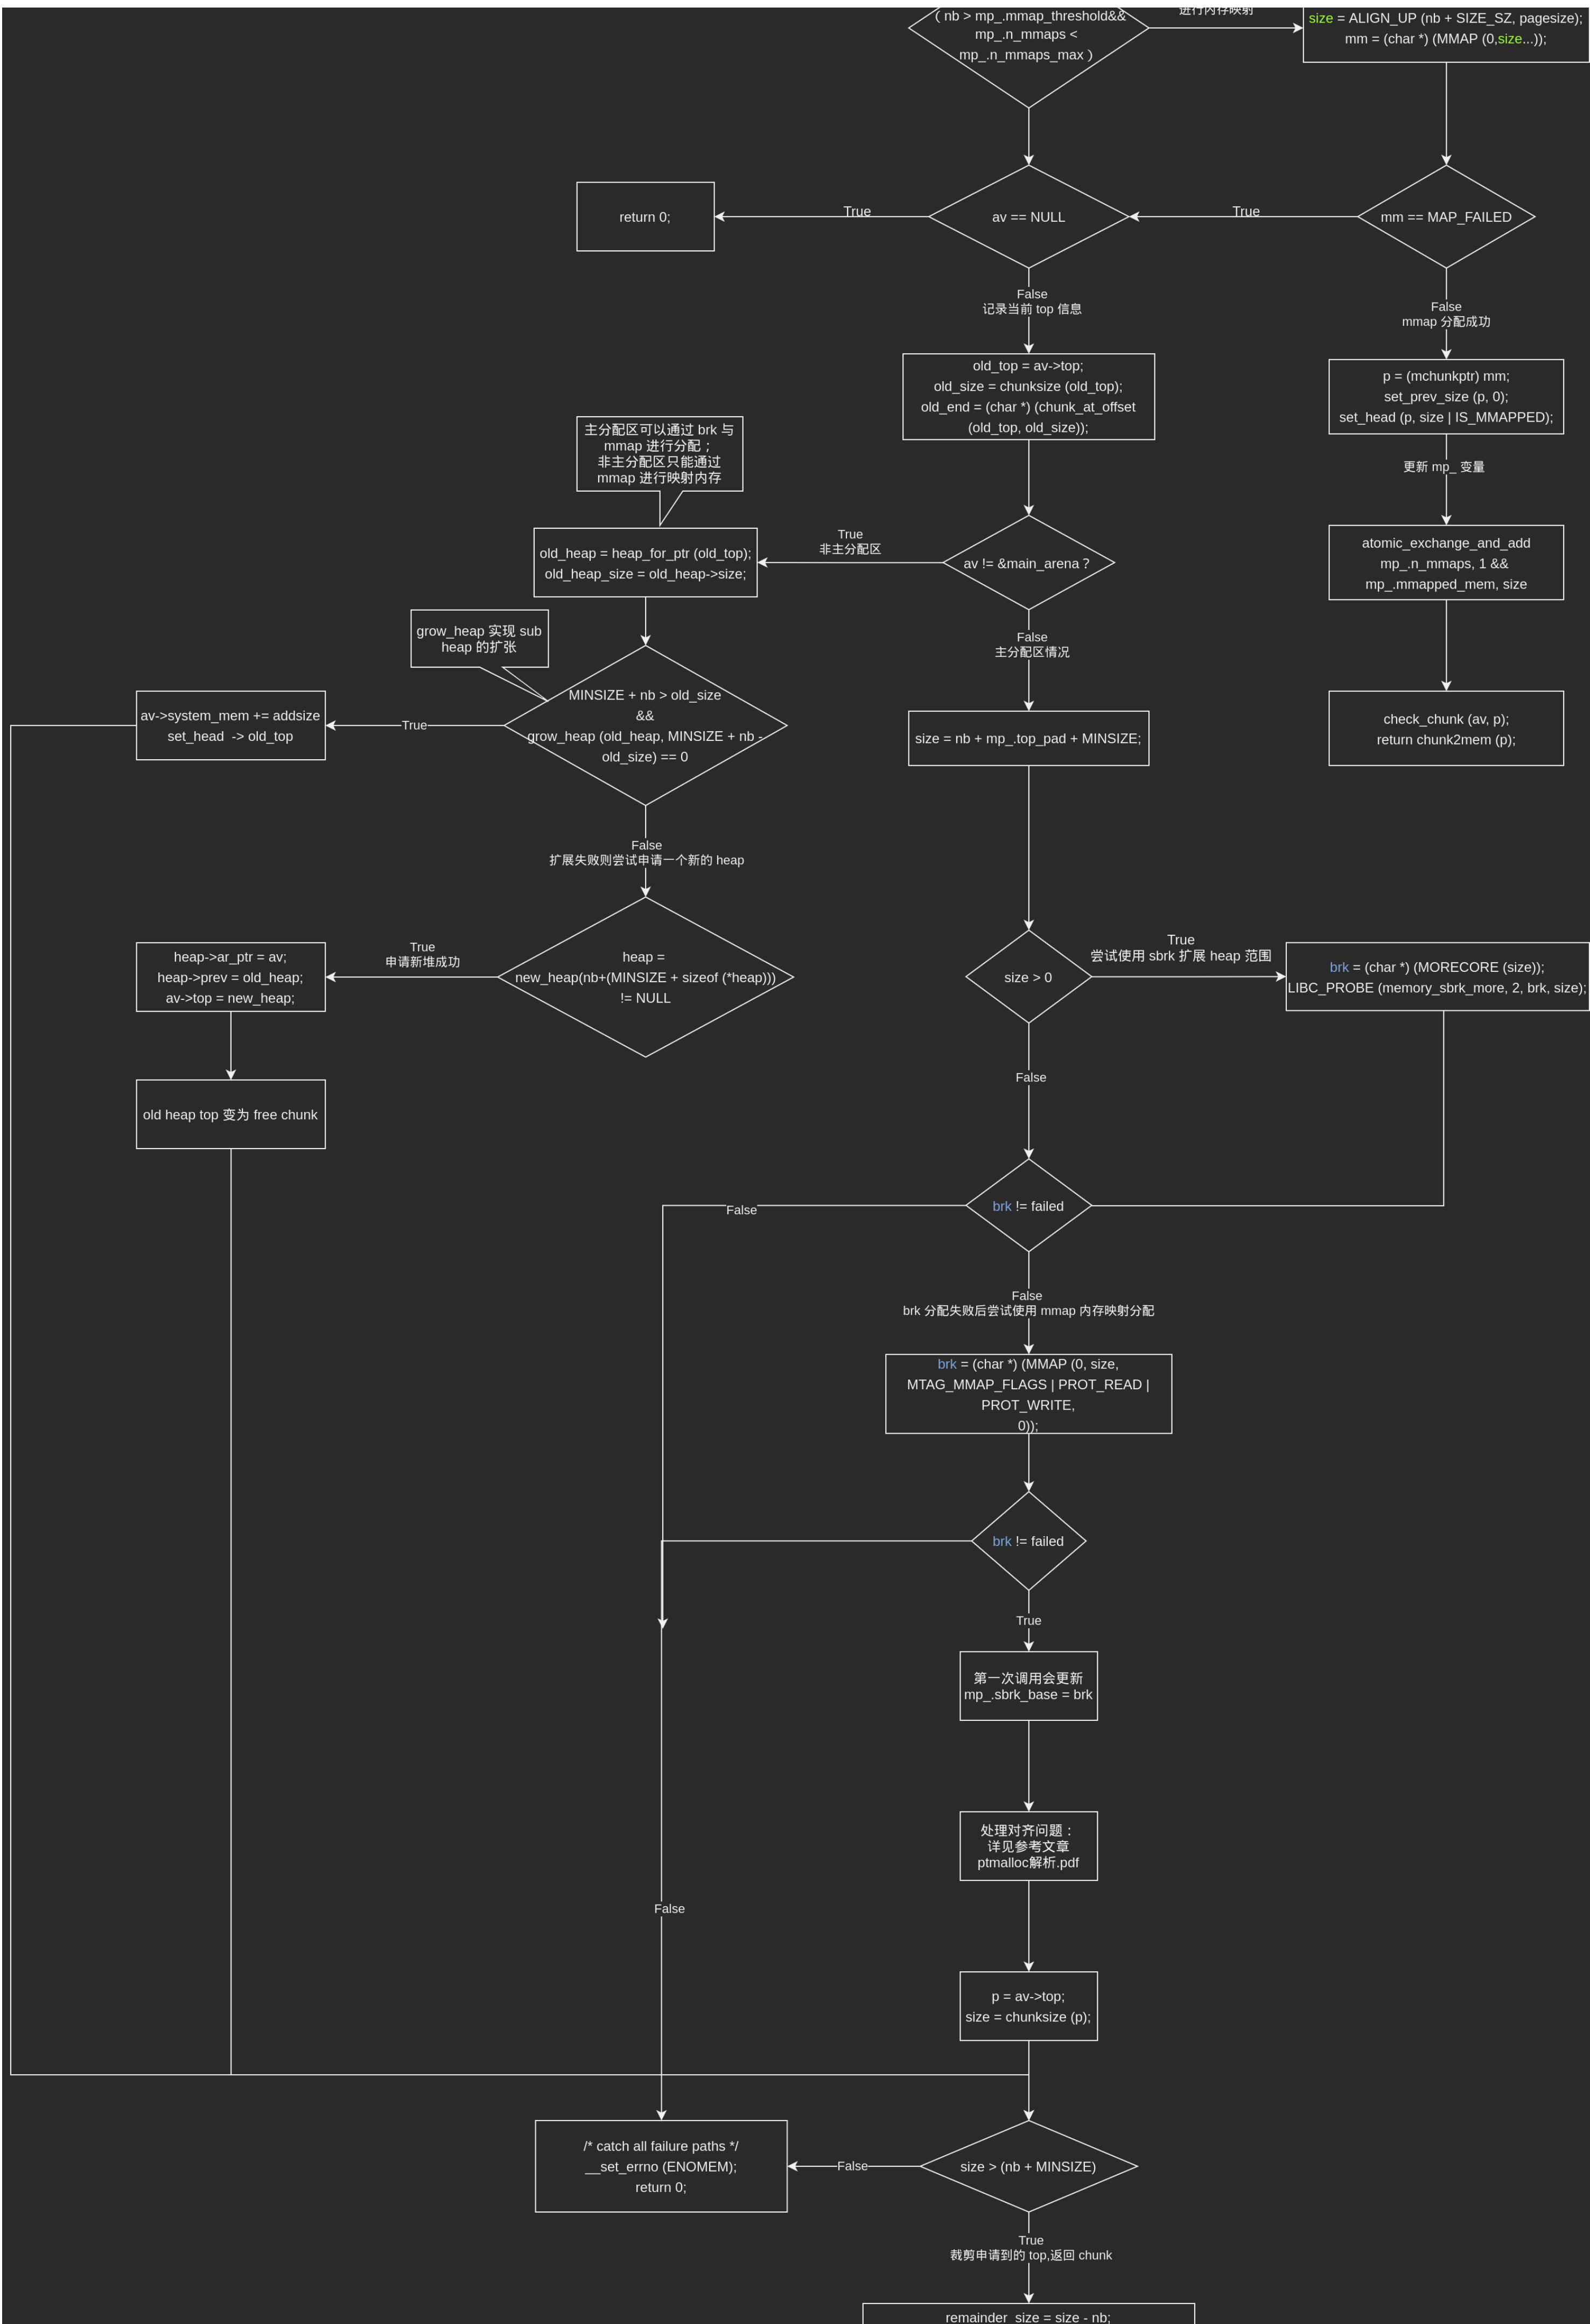 ( nb > mp_.mmap_threshold&&
mp_.n_mmaps <
mp_.n_mmaps_max )
进行内存映射
size = ALIGN_UP (nb + SIZE_SZ, pagesize);
mm = (char *) (MMAP (0,size...));
return 0;
True
av == NULL
True
mm == MAP_FAILED
False
记录当前 top 信息
False
mmap 分配成功
old_top = av->top;
old_size = chunksize (old_top);
old_end = (char *) (chunk_at_offset
(old_top, old_size));
p = (mchunkptr) mm;
set_prev_size (p, 0);
set_head (p, size | IS_MMAPPED);
主分配区可以通过 brk 与
mmap 进行分配；
非主分配区只能通过
mmap 进行映射内存
更新 mp_ 变量
old_heap = heap_for_ptr (old_top);
old_heap_size = old_heap->size;
True
非主分配区
av != &main_arena ?
atomic_exchange_and_add
mp_.n_mmaps, 1 &&
mp_.mmapped_mem, size
grow_heap 实现 sub
heap 的扩张
False
主分配区情况
av->system_mem += addsize
set_head  -> old_top
True
MINSIZE + nb > old_size
&&
grow_heap (old_heap, MINSIZE + nb -
old_size) == 0
size = nb + mp_.top_pad + MINSIZE;
check_chunk (av, p);
return chunk2mem (p);
False
扩展失败则尝试申请一个新的 heap
heap->ar_ptr = av;
heap->prev = old_heap;
av->top = new_heap;
True
申请新堆成功
heap =
new_heap(nb+(MINSIZE + sizeof (*heap)))
!= NULL
size > 0
True
尝试使用 sbrk 扩展 heap 范围
brk = (char *) (MORECORE (size));
LIBC_PROBE (memory_sbrk_more, 2, brk, size);
False
old heap top 变为 free chunk
False
brk != failed
False
brk 分配失败后尝试使用 mmap 内存映射分配
brk = (char *) (MMAP (0, size,
MTAG_MMAP_FLAGS | PROT_READ |
PROT_WRITE,
0));
brk != failed
True
第一次调用会更新
mp_.sbrk_base = brk
处理对齐问题：
详见参考文章
ptmalloc解析.pdf
False
p = av->top;
size = chunksize (p);
/* catch all failure paths */
__set_errno (ENOMEM);
return 0;
False
size > (nb + MINSIZE)
True
裁剪申请到的 top,返回 chunk
remainder_size = size - nb;